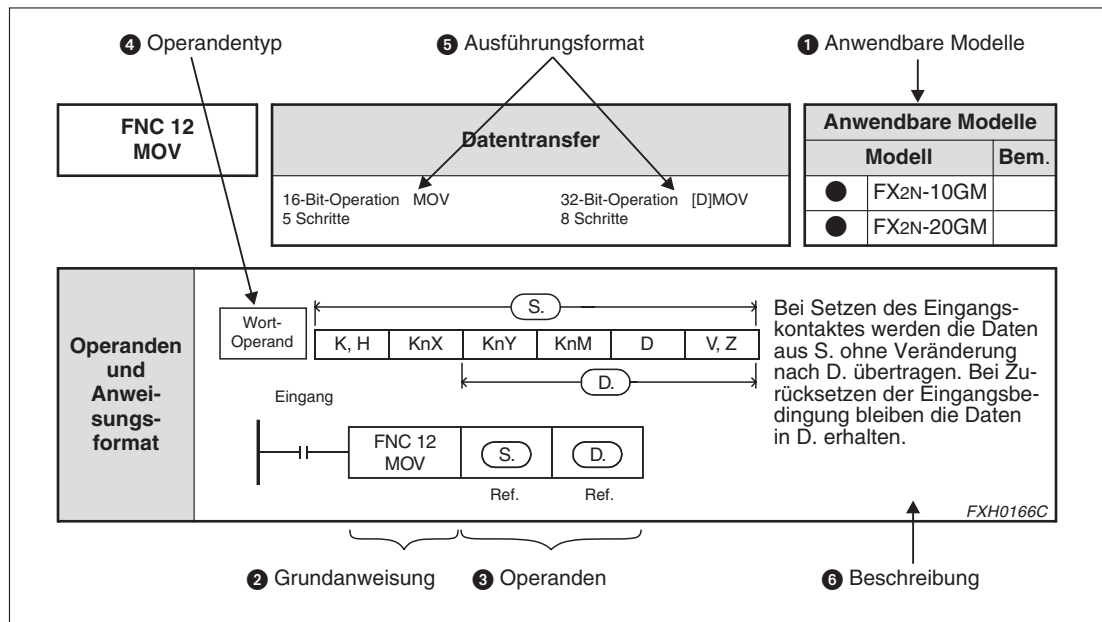 ❹ Operandentyp
❺ Ausführungsformat
❶ Anwendbare Modelle
FNC 12
MOV
Datentransfer
16-Bit-Operation MOV
5 Schritte
32-Bit-Operation [D]MOV
8 Schritte
Anwendbare Modelle
Modell Bem.
● FX2N-10GM
● FX2N-20GM
Operanden
und
Anwei-
sungs-
format
Wort-
Operand
S.
K, H KnX KnY KnM D V, Z
D.
Eingang
FNC 12
MOV
S. D.
Ref. Ref.
Bei Setzen des Eingangs-
kontaktes werden die Daten
aus S. ohne Veränderung
nach D. übertragen. Bei Zu-
rücksetzen der Eingangsbe-
dingung bleiben die Daten
in D. erhalten.
FXH0166C
❷ Grundanweisung
❸ Operanden
❻ Beschreibung